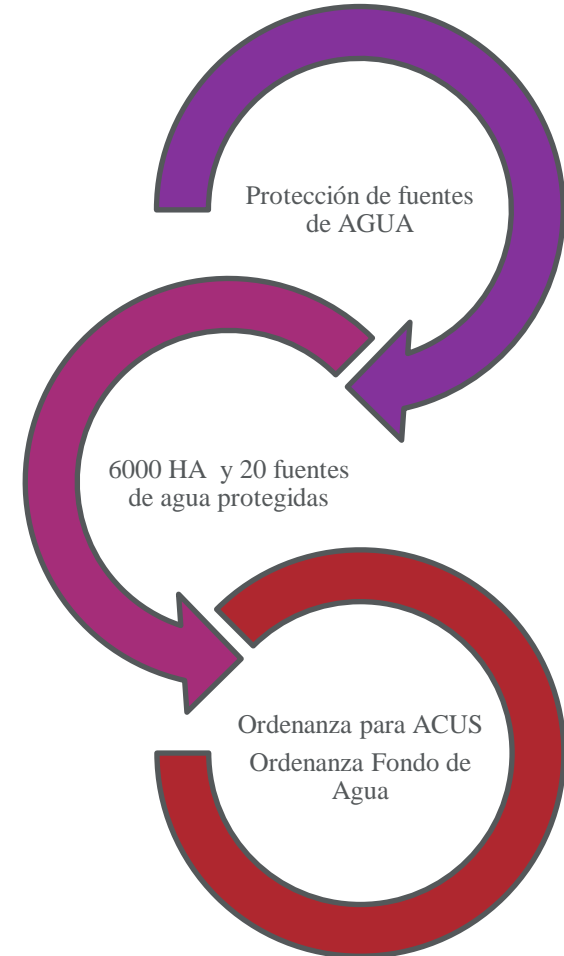 Protección de fuentes
de AGUA
6000 HA  y 20 fuentes
de agua protegidas
Ordenanza para ACUS
Ordenanza Fondo de
Agua